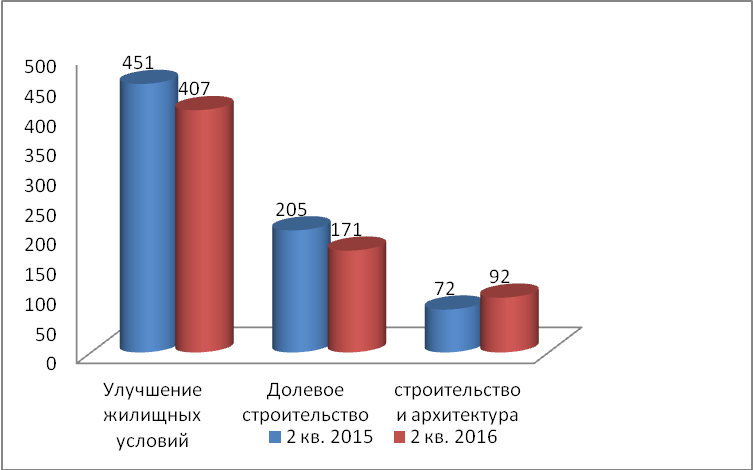 500
450
400
350
300
250
200
150
100
50
0
451
407
205
171
72
92
Улучшение
жилищных
условий
Долевое
строительство
строительство
и архитектура
2 кв. 2015
2 кв. 2016